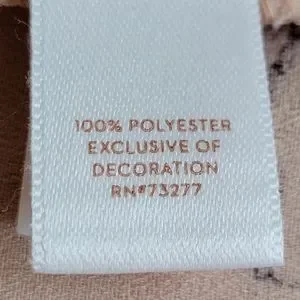 100% POLYESTER
EXCLUSIVE OF
DECORATION
RN#73277